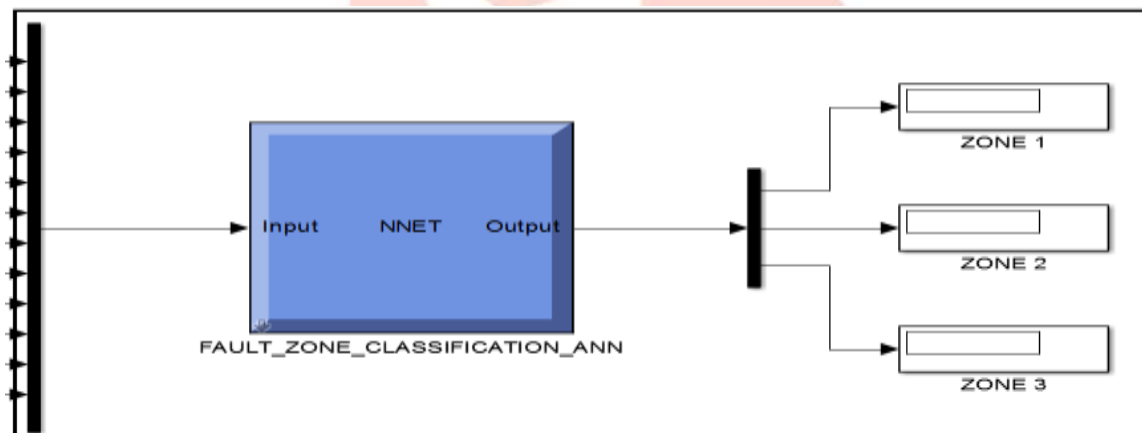 ZONE 1
Input NNET Output
ZONE 2
FAULT_ZONE_CLASSIFICATION_ANN
ZONE 3